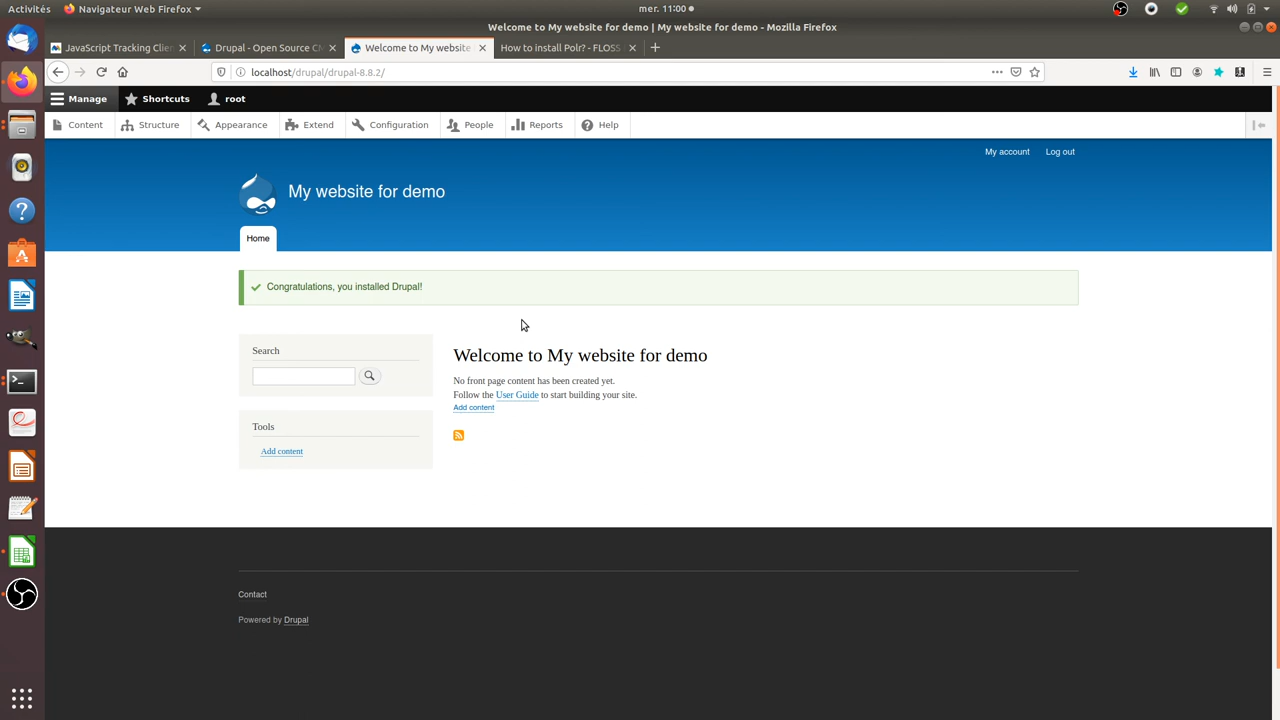 Activités
Navigateur Web Firefox
mer. 11:00
Welcome to My website for demo | My website for demo - Mozilla Firefox
JavaScript Tracking Clien
Drupal - Open Source CM
Welcome to My website
How to install Polr? - FLOSS
localhost/drupal/drupal-8.8.2/
Manage
Shortcuts
root
Content
Structure
Appearance
Extend
Configuration
People
Reports
Help
My account
Log out
My website for demo
Home
Congratulations, you installed Drupal!
Search
Welcome to My website for demo
No front page content has been created yet.
Follow the User Guide to start building your site.
Add content
Tools
Add content
Contact
Powered by Drupal